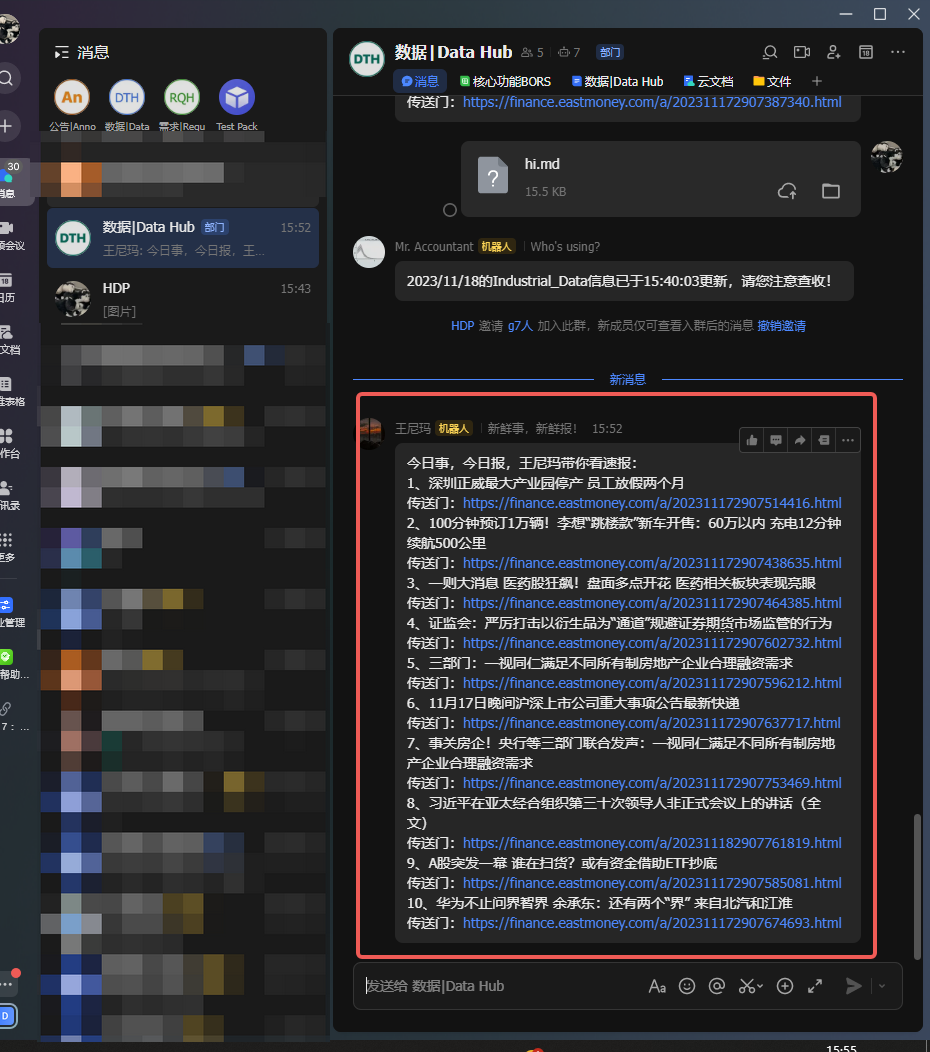 消息
An
DTH
RQH
公告|Anno
数据|Data
需求|Requ
Test Pack
30
消息
DTH
数据|Data Hub
部门
15:52
王尼玛: 今日事，今日报，王...
HDP
15:43
[图片]
DTH
数据|Data Hub
5
7
部门
消息
核心功能BORS
数据|Data Hub
云文档
文件
传送门：https://finance.eastmoney.com/a/202311172907387340.html
hi.md
15.5 KB
Mr. Accountant
机器人
Who's using?
2023/11/18的Industrial_Data信息已于15:40:03更新，请您注意查收！
HDP 邀请 g7人 加入此群，新成员仅可查看入群后的消息 撤销邀请
新消息
王尼玛
机器人
新鲜事，新鲜报！
15:52
今日事，今日报，王尼玛带你看速报：
1、深圳正威最大产业园停产 员工放假两个月
传送门：https://finance.eastmoney.com/a/202311172907514416.html
2、100分钟预订1万辆！李想“跳楼款”新车开售：60万以内 充电12分钟
续航500公里
传送门：https://finance.eastmoney.com/a/202311172907438635.html
3、一则大消息 医药股狂飙！盘面多点开花 医药相关板块表现亮眼
传送门：https://finance.eastmoney.com/a/202311172907464385.html
4、证监会：严厉打击以衍生品为“通道”规避证券期货市场监管的行为
传送门：https://finance.eastmoney.com/a/202311172907602732.html
5、三部门：一视同仁满足不同所有制房地产企业合理融资需求
传送门：https://finance.eastmoney.com/a/202311172907596212.html
6、11月17日晚间沪深上市公司重大事项公告最新快递
传送门：https://finance.eastmoney.com/a/202311172907637717.html
7、事关房企！央行等三部门联合发声：一视同仁满足不同所有制房地
产企业合理融资需求
传送门：https://finance.eastmoney.com/a/202311172907753469.html
8、习近平在亚太经合组织第三十次领导人非正式会议上的讲话（全
文）
传送门：https://finance.eastmoney.com/a/202311182907761819.html
9、A股突发一幕 谁在扫货？或有资金借助ETF抄底
传送门：https://finance.eastmoney.com/a/202311172907585081.html
10、华为不止问界智界 余承东：还有两个“界” 来自北汽和江淮
传送门：https://finance.eastmoney.com/a/202311172907674693.html
发送给 数据|Data Hub
Aa
15:55